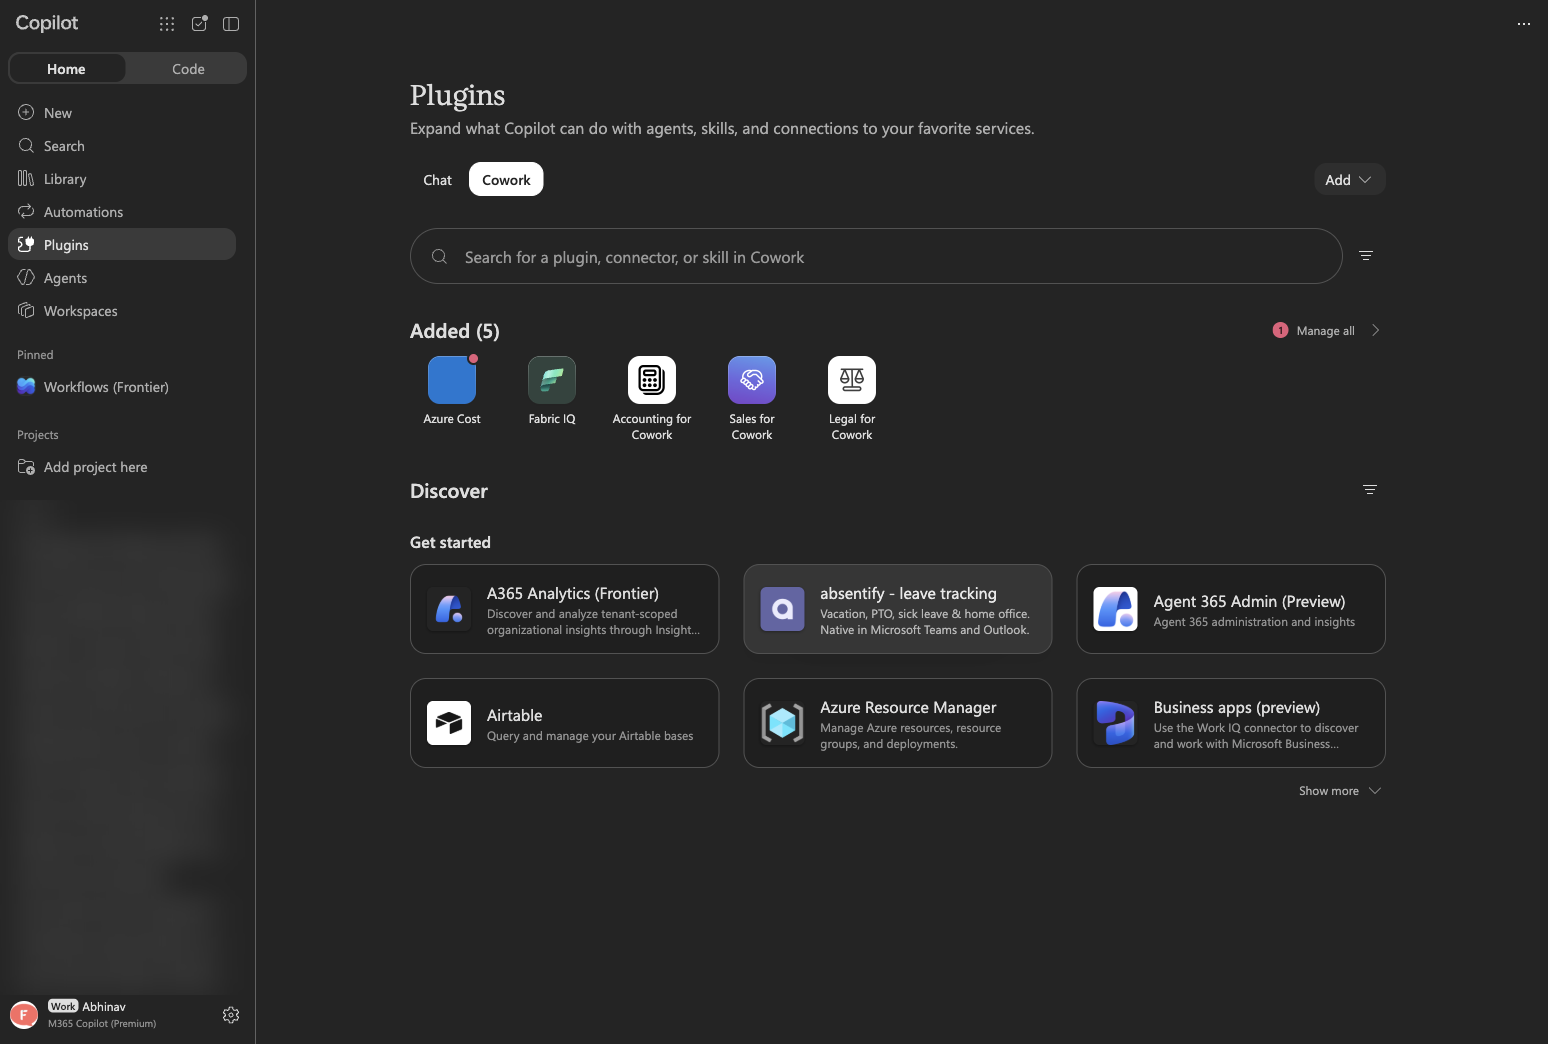 Copilot
Home
Code
New
Search
Library
Automations
Plugins
Agents
Workspaces
Pinned
Workflows (Frontier)
Projects
Add project here
F
Work Abhinav
M365 Copilot (Premium)
Plugins
Expand what Copilot can do with agents, skills, and connections to your favorite services.
Chat
Cowork
Add
Search for a plugin, connector, or skill in Cowork
Added (5)
1 Manage all
Azure Cost
Fabric IQ
Accounting for
Cowork
Sales for
Cowork
Legal for
Cowork
Discover
Get started
A365 Analytics (Frontier)
Discover and analyze tenant-scoped
organizational insights through Insight...
a
absentify - leave tracking
Vacation, PTO, sick leave & home office.
Native in Microsoft Teams and Outlook.
Agent 365 Admin (Preview)
Agent 365 administration and insights
Airtable
Query and manage your Airtable bases
Azure Resource Manager
Manage Azure resources, resource
groups, and deployments.
Business apps (preview)
Use the Work IQ connector to discover
and work with Microsoft Business...
Show more